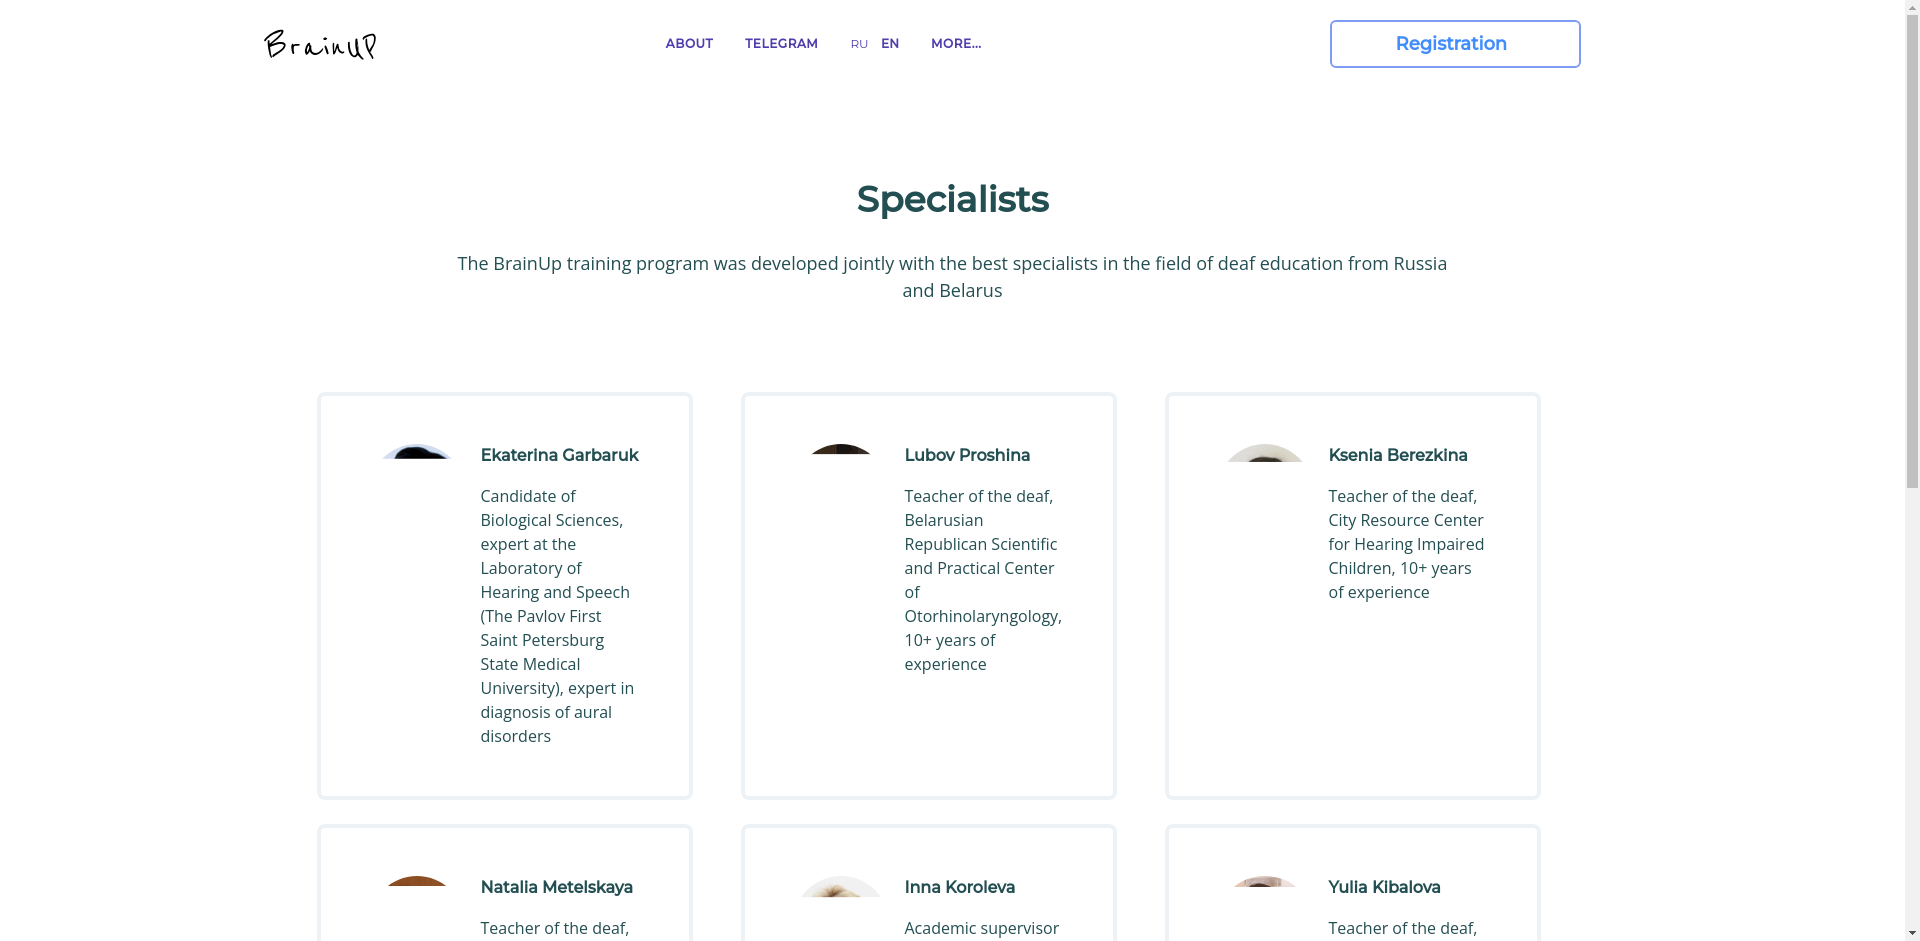 BrainUP
ABOUT
TELEGRAM
RU
EN
MORE...
Registration
Specialists
The BrainUp training program was developed jointly with the best specialists in the field of deaf education from Russia
and Belarus
Ekaterina Garbaruk
Candidate of
Biological Sciences,
expert at the
Laboratory of
Hearing and Speech
(The Pavlov First
Saint Petersburg
State Medical
University), expert in
diagnosis of aural
disorders
Lubov Proshina
Teacher of the deaf,
Belarusian
Republican Scientific
and Practical Center
of
Otorhinolaryngology,
10+ years of
experience
Ksenia Berezkina
Teacher of the deaf,
City Resource Center
for Hearing Impaired
Children, 10+ years
of experience
Natalia Metelskaya
Teacher of the deaf,
Inna Koroleva
Academic supervisor
Yulia Kibalova
Teacher of the deaf,